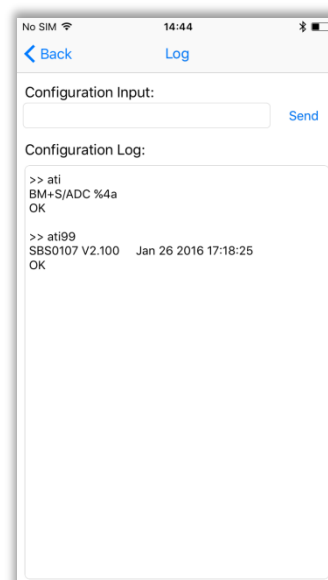 No SIM 14:44
Back Log
Configuration Input:
Send
Configuration Log:
>> ati
BM+S/ADC %4a
OK
>> ati99
SBS0107 V2.100 Jan 26 2016 17:18:25
OK